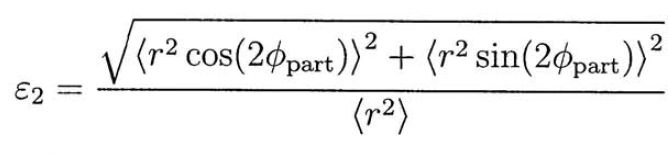 ε₂ = √(⟨r² cos(2ϕ_part)⟩² + ⟨r² sin(2ϕ_part)⟩²) / ⟨r²⟩